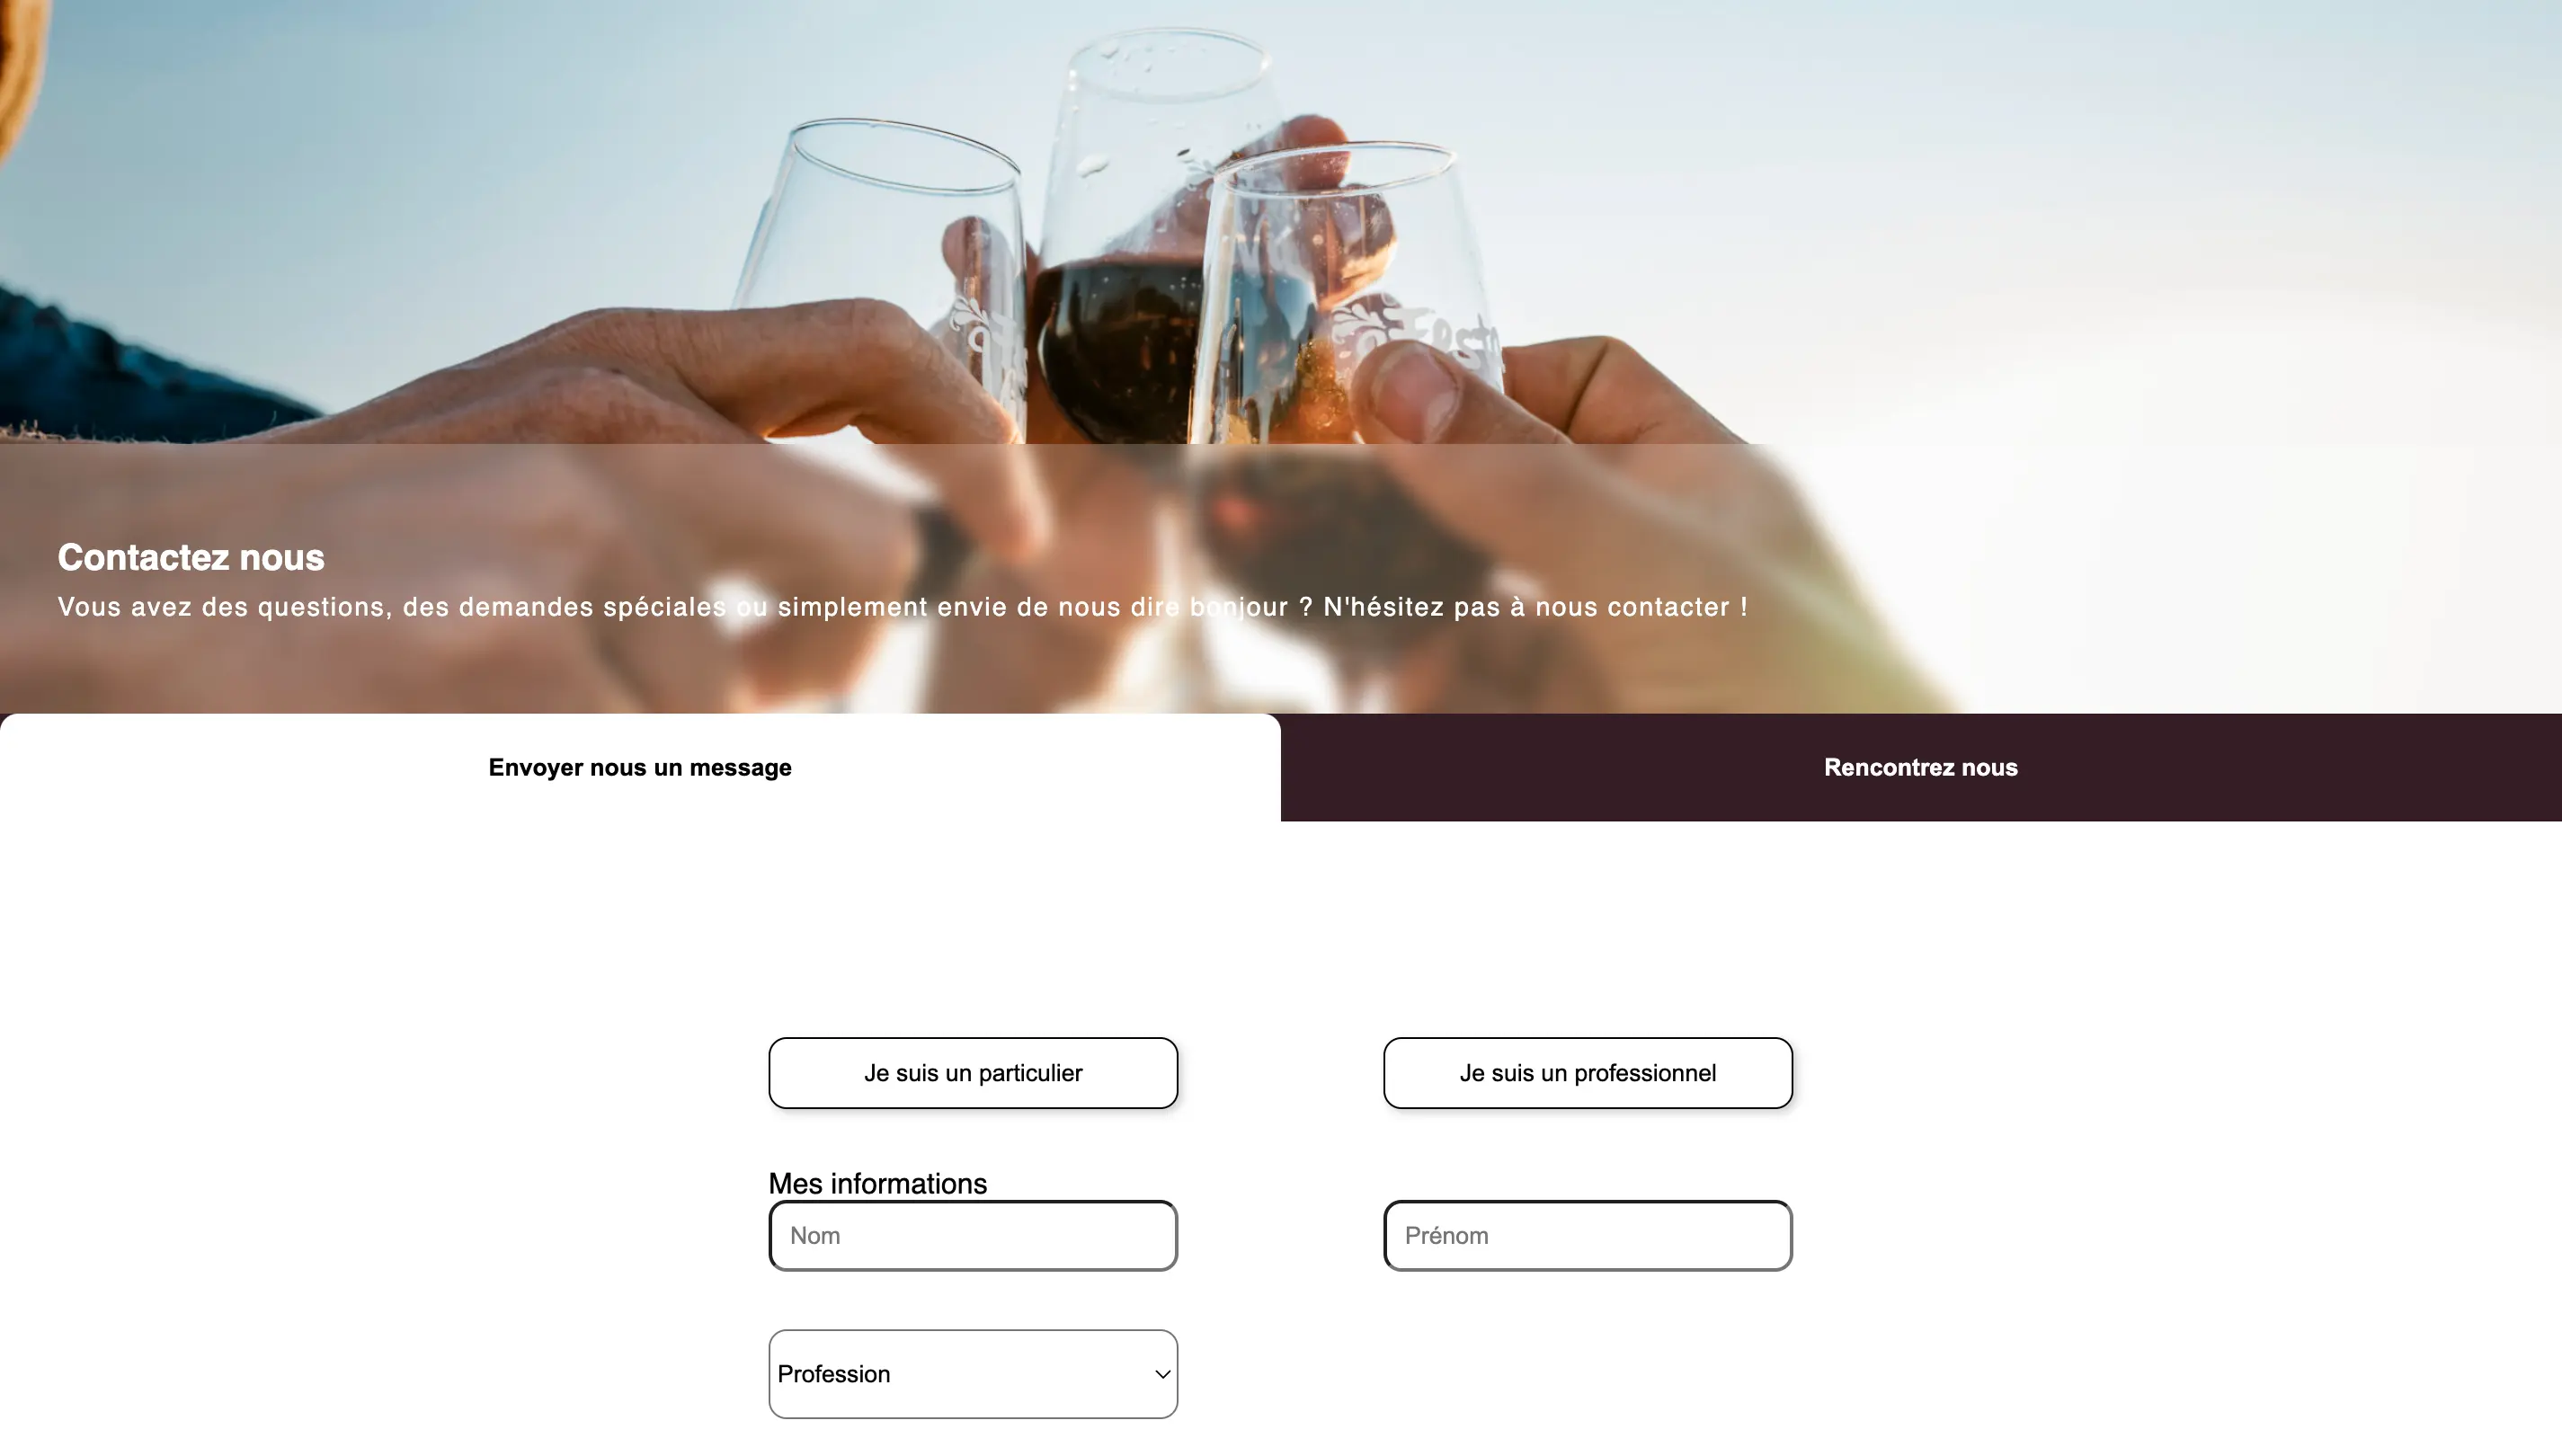 Contactez nous
Vous avez des questions, des demandes spéciales ou simplement envie de nous dire bonjour ? N'hésitez pas à nous contacter !
Envoyer nous un message
Rencontrez nous
Je suis un particulier
Je suis un professionnel
Mes informations
Nom
Prénom
Profession